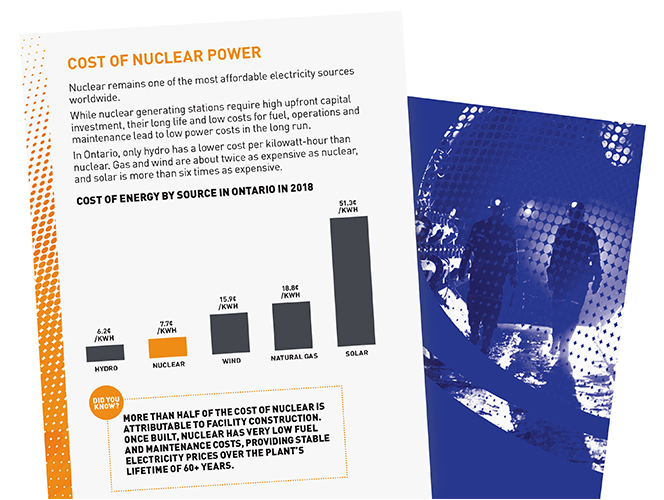 COST OF NUCLEAR POWER
Nuclear remains one of the most affordable electricity sources
worldwide.
While nuclear generating stations require high upfront capital
investment, their long life and low costs for fuel, operations and
maintenance lead to low power costs in the long run.
In Ontario, only hydro has a lower cost per kilowatt-hour than
nuclear. Gas and wind are about twice as expensive as nuclear,
and solar is more than six times as expensive.
COST OF ENERGY BY SOURCE IN ONTARIO IN 2018
6.2¢
/KWH
7.7¢
/KWH
15.9¢
/KWH
18.8¢
/KWH
51.3¢
/KWH
HYDRO
NUCLEAR
WIND
NATURAL GAS
SOLAR
DID YOU
KNOW?
MORE THAN HALF OF THE COST OF NUCLEAR IS
ATTRIBUTABLE TO FACILITY CONSTRUCTION.
ONCE BUILT, NUCLEAR HAS VERY LOW FUEL
AND MAINTENANCE COSTS, PROVIDING STABLE
ELECTRICITY PRICES OVER THE PLANT'S
LIFETIME OF 60+ YEARS.